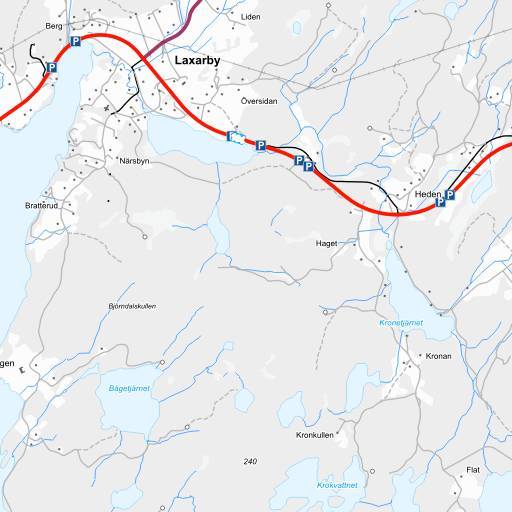 Liden
Berg
P
Laxarby
P
Översidan
P
P
Närsbyn
P
P
Heden
P
P
Bratterud
Haget
Björndalskullen
Kronetjärnet
gen
Kronan
Bågetjärnet
Kronkullen
240
Flat
Krokvattnet